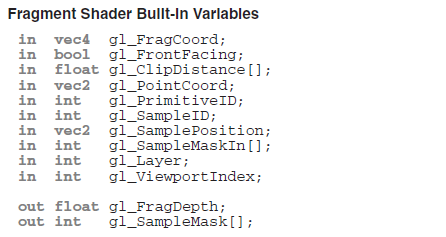 Fragment Shader Built-In Variables
in vec4 gl_FragCoord;
in bool gl_FrontFacing;
in float gl_ClipDistance[];
in vec2 gl_PointCoord;
in int gl_PrimitiveID;
in int gl_SampleID;
in vec2 gl_SamplePosition;
in int gl_SampleMaskIn[];
in int gl_Layer;
in int gl_ViewportIndex;
out float gl_FragDepth;
out int gl_SampleMask[];